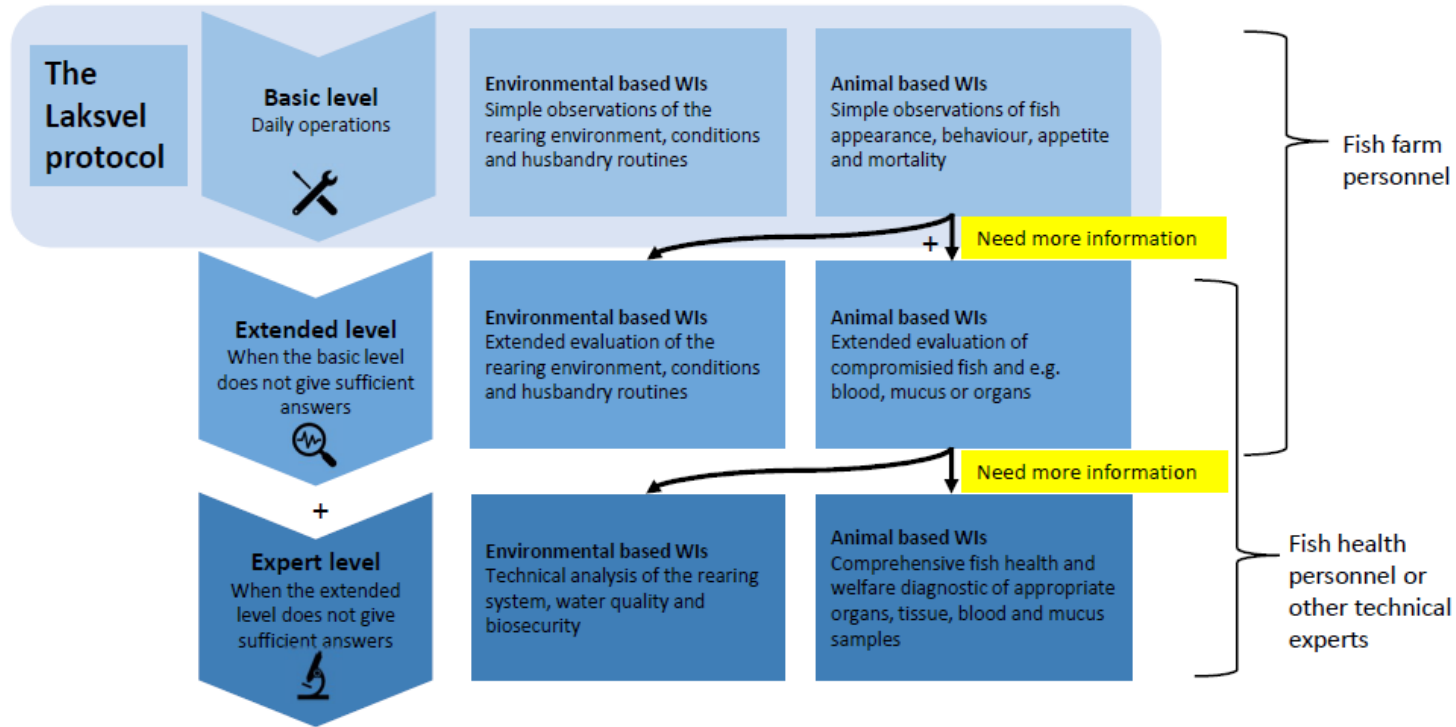 The
Laksvel
protocol
Basic level
Daily operations
Environmental based WIs
Simple observations of the
rearing environment, conditions
and husbandry routines
Animal based WIs
Simple observations of fish
appearance, behaviour, appetite
and mortality
Fish farm
personnel
+
Need more information
Extended level
When the basic level
does not give sufficient
answers
Environmental based WIs
Extended evaluation of the
rearing environment, conditions
and husbandry routines
Animal based WIs
Extended evaluation of
compromisied fish and e.g.
blood, mucus or organs
Need more information
+
Expert level
When the extended
level does not give
sufficient answers
Environmental based WIs
Technical analysis of the rearing
system, water quality and
biosecurity
Animal based WIs
Comprehensive fish health and
welfare diagnostic of appropriate
organs, tissue, blood and mucus
samples
Fish health
personnel or
other technical
experts